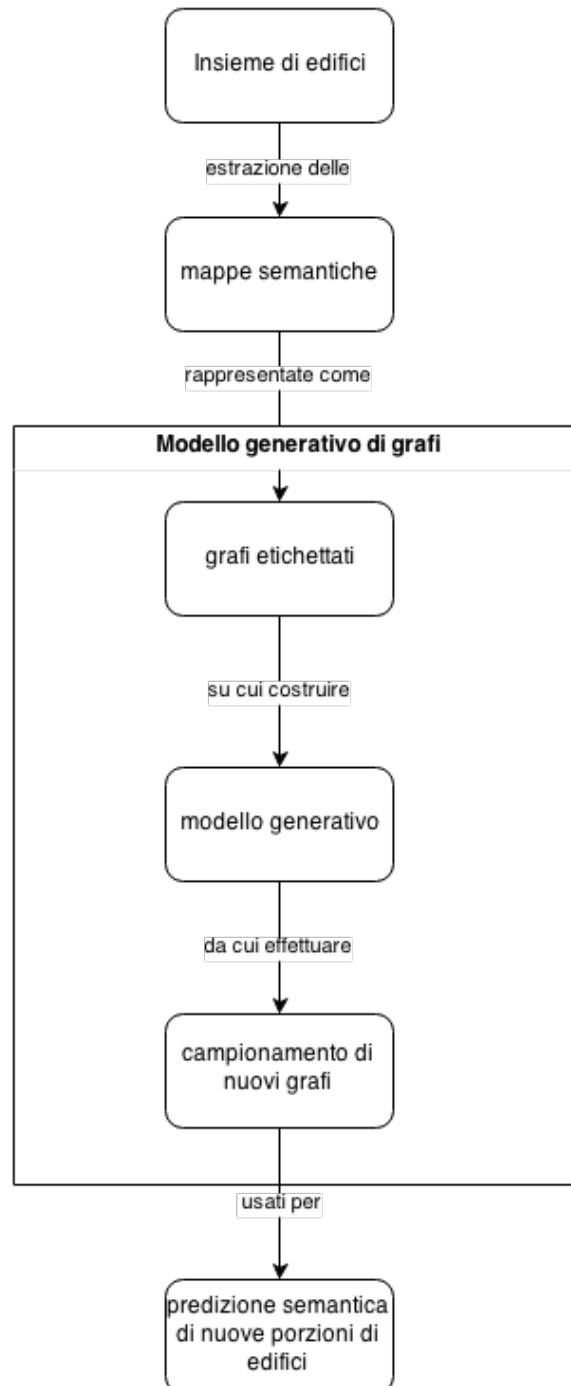 Insieme di edifici
estrazione delle
mappe semantiche
rappresentate come
Modello generativo di grafi
grafi etichettati
su cui costruire
modello generativo
da cui effettuare
campionamento di
nuovi grafi
usati per
predizione semantica
di nuove porzioni di
edifici